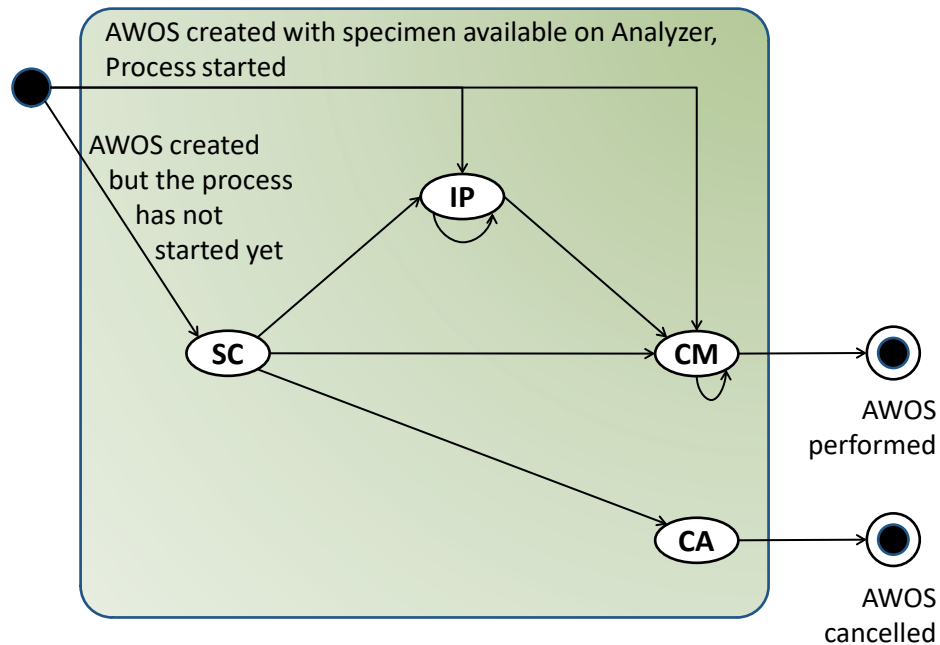 AWOS created with specimen available on Analyzer,
Process started
AWOS created
but the process
has not
started yet
IP
SC
CM
AWOS
performed
CA
AWOS
cancelled